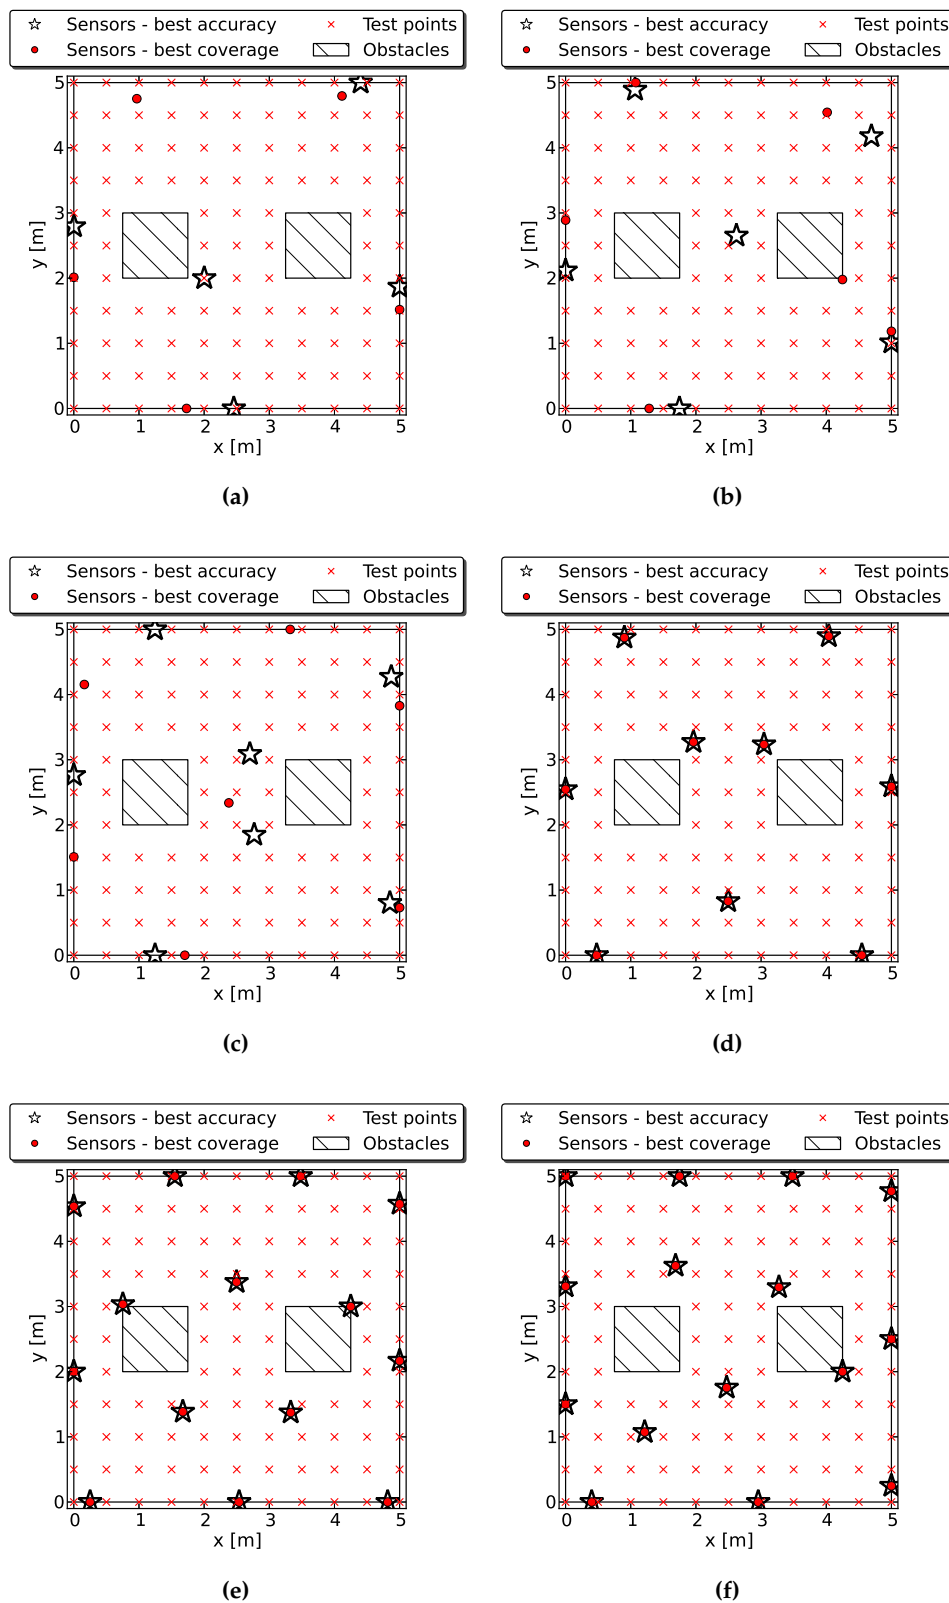 Sensors - best accuracy Test points Sensors - best accuracy Test points
Sensors - best coverage Obstacles Sensors - best coverage Obstacles
5 5
4 4
3 3
y [m] y [m]
2 2
1 1
0 0
0 1 2 3 4 5 0 1 2 3 4 5
x [m] x [m]
(a) (b)
Sensors - best accuracy Test points Sensors - best accuracy Test points
Sensors - best coverage Obstacles Sensors - best coverage Obstacles
5 5
4 4
3 3
y [m] y [m]
2 2
1 1
0 0
0 1 2 3 4 5 0 1 2 3 4 5
x [m] x [m]
(c) (d)
Sensors - best accuracy Test points Sensors - best accuracy Test points
Sensors - best coverage Obstacles Sensors - best coverage Obstacles
5 5
4 4
3 3
y [m] y [m]
2 2
1 1
0 0
0 1 2 3 4 5 0 1 2 3 4 5
x [m] x [m]
(e) (f)